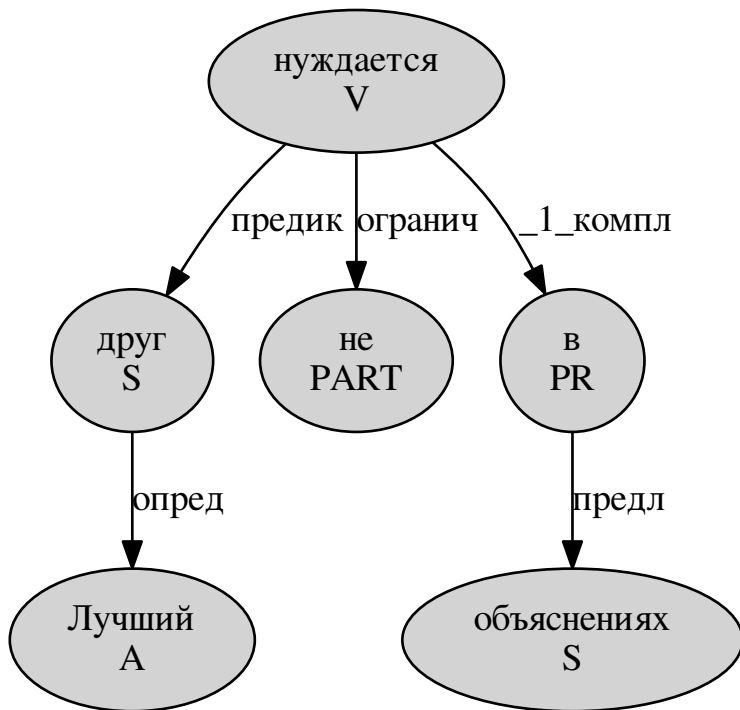 нуждается
V
предик
огранич
_1_компл
друг
S
не
PART
в
PR
опред
предл
Лучший
A
объяснениях
S